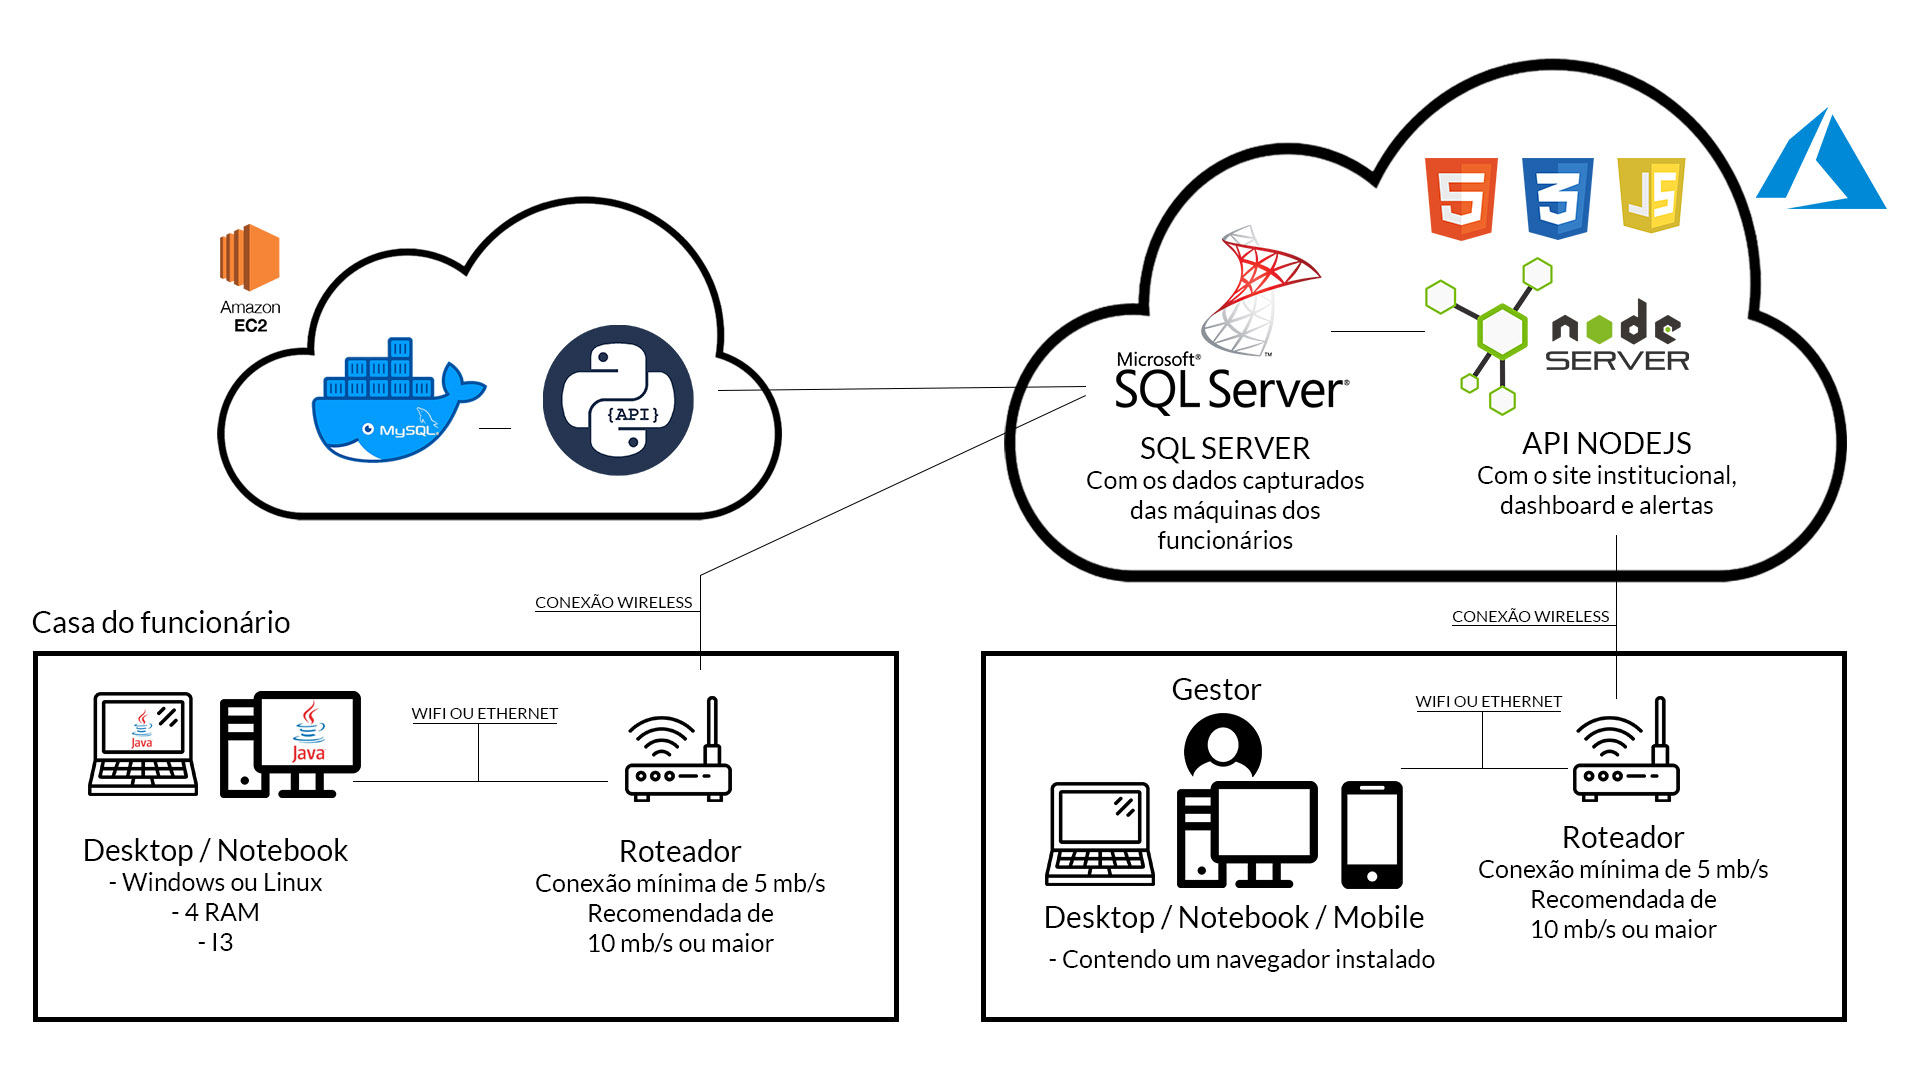 Amazon
EC2
MySQL
{API}
Microsoft®
SQL Server®
™
SQL SERVER
Com os dados capturados
das máquinas dos
funcionários
5
3
JS
node
SERVER
API NODEJS
Com o site institucional,
dashboard e alertas
CONEXÃO WIRELESS
CONEXÃO WIRELESS
Casa do funcionário
Java
Java
WIFI OU ETHERNET
Desktop / Notebook
- Windows ou Linux
- 4 RAM
- I3
Roteador
Conexão mínima de 5 mb/s
Recomendada de
10 mb/s ou maior
Gestor
WIFI OU ETHERNET
Desktop / Notebook / Mobile
- Contendo um navegador instalado
Roteador
Conexão mínima de 5 mb/s
Recomendada de
10 mb/s ou maior